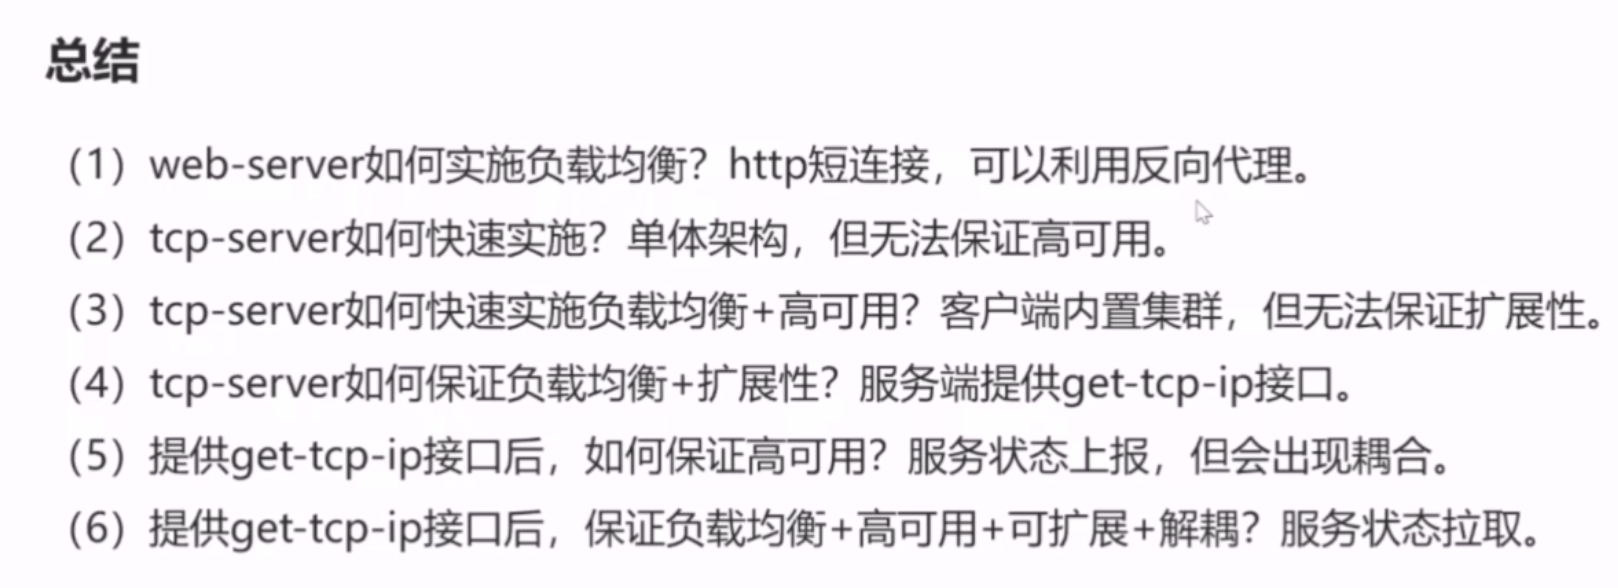 总结
（1）web-server如何实施负载均衡？http短连接，可以利用反向代理。
（2）tcp-server如何快速实施？单体架构，但无法保证高可用。
（3）tcp-server如何快速实施负载均衡+高可用？客户端内置集群，但无法保证扩展性。
（4）tcp-server如何保证负载均衡+扩展性？服务端提供get-tcp-ip接口。
（5）提供get-tcp-ip接口后，如何保证高可用？服务状态上报，但会出现耦合。
（6）提供get-tcp-ip接口后，保证负载均衡+高可用+可扩展+解耦？服务状态拉取。